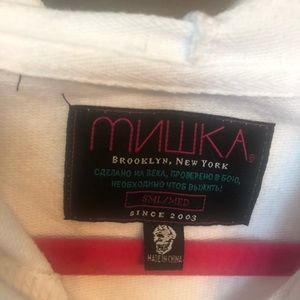 мишка®
BROOKLYN, NEW YORK
СДЕЛАНО НА ВЕКА, ПРОВЕРЕНО В БОЮ,
НЕОБХОДИМО ЧТОБ ВЫЖИТЬ!
SML/MED
SINCE 2003
MADE IN CHINA